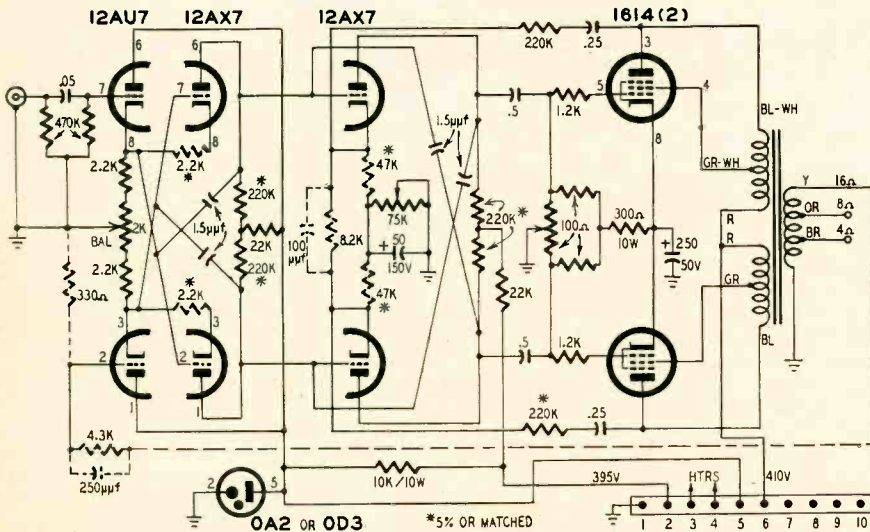 12AU7 12AX7 12AX7 1614(2)
6 6 220K .25 3
.05 7 7 5 4
.5 1.2K
470K 1.5µµf BL-WH
8 8 47K 8
2.2K 2.2K * * GR-WH Y 16Ω
* 220K 220K * OR 8Ω
2K 1.5µµf 75K 100Ω 300Ω R BR 4Ω
BAL 22K 100µµf 8.2K + 50 10W + 250 R
2.2K 220K 150V 50V
* 22K GR
330Ω * 2.2K 47K *
3 3 BL
.5 1.2K
2 2
1 1 * 220K .25
4.3K
250µµf 395V HTRS 410V
2 5 10K/10W
0A2 OR 0D3 *5% OR MATCHED 1 2 3 4 5 6 7 8 9 10